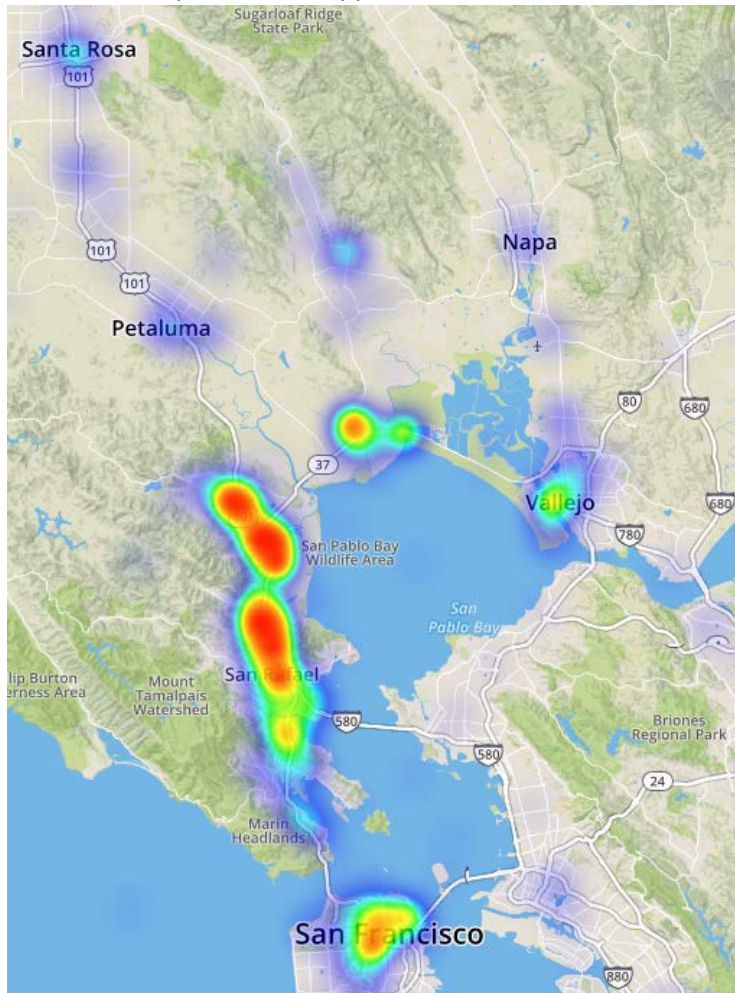 Sugarloaf Ridge
State Park
Santa Rosa
101
101
Napa
101
Petaluma
80
680
37
Vallejo
680
San Pablo Bay
Wildlife Area
780
San
Pablo Bay
San Rafael
lip Burton
erness Area
Mount
Tamalpais
Watershed
580
Briones
Regional Park
580
24
Marin
Headlands
San Francisco
880